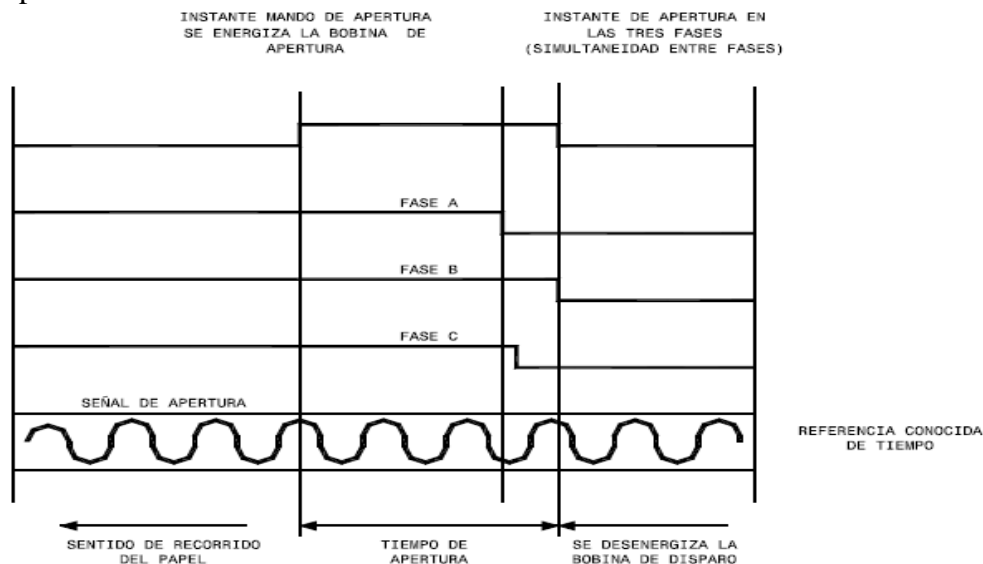 INSTANTE MANDO DE APERTURA
SE ENERGIZA LA BOBINA DE
APERTURA
INSTANTE DE APERTURA EN
LAS TRES FASES
(SIMULTANEIDAD ENTRE FASES)
FASE A
FASE B
FASE C
SEÑAL DE APERTURA
REFERENCIA CONOCIDA
DE TIEMPO
SENTIDO DE RECORRIDO
DEL PAPEL
TIEMPO DE
APERTURA
SE DESENERGIZA LA
BOBINA DE DISPARO